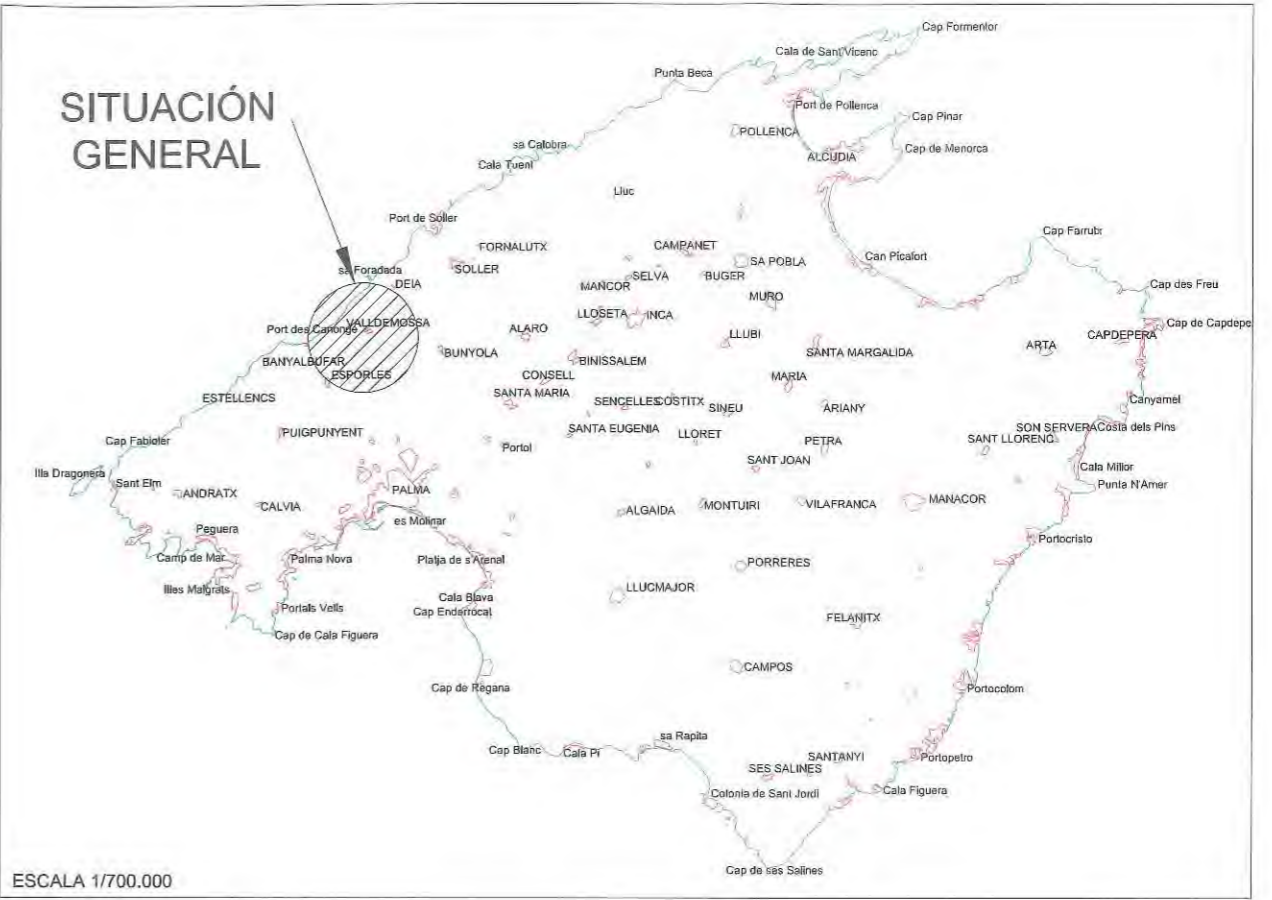 SITUACIÓN
GENERAL
Cap Formentor
Cala de Sant Vicenc
Punta Beca
Port de Pollenca
POLLENCA
Cap Pinar
ALCUDIA
Cap de Menorca
sa Calobra
Cala Tuent
Lluc
Port de Soller
FORNALUTX
CAMPANET
Cap Farrutx
Can Picafort
SA POBLA
sa Foradada
SOLLER
DEIA
SELVA
BUGER
MANCOR
Cap des Freu
MURO
LLOSETA
INCA
VALLDEMOSSA
Port des Canonge
ALARO
LLUBI
Cap de Capdepe
CAPDEPERA
ARTA
BUNYOLA
SANTA MARGALIDA
BANYALBUFAR
BINISSALEM
ESPORLES
CONSELL
MARIA
ESTELLENCS
SANTA MARIA
SENCELLES
COSTITX
SINEU
ARIANY
Canyamel
PUIGPUNYENT
SANTA EUGENIA
LLORET
SON SERVERA
Costa dels Pins
Cap Fabioler
Portol
PETRA
SANT LLORENC
SANT JOAN
Cala Millor
Illa Dragonera
Sant Elm
ANDRATX
PALMA
Punta N'Amer
CALVIA
ALGAIDA
MONTUIRI
VILAFRANCA
MANACOR
Peguera
es Molinar
Portocristo
Camp de Mar
Palma Nova
Platja de s'Arenal
PORRERES
Illes Malgrats
LLUCMAJOR
Cala Blava
Portals Vells
Cap Enderrocat
FELANITX
Cap de Cala Figuera
CAMPOS
Cap de Regana
Portocolom
sa Rapita
Cap Blanc
Cala Pi
SANTANYI
Portopetro
SES SALINES
Colonia de Sant Jordi
Cala Figuera
Cap de ses Salines
ESCALA 1/700.000